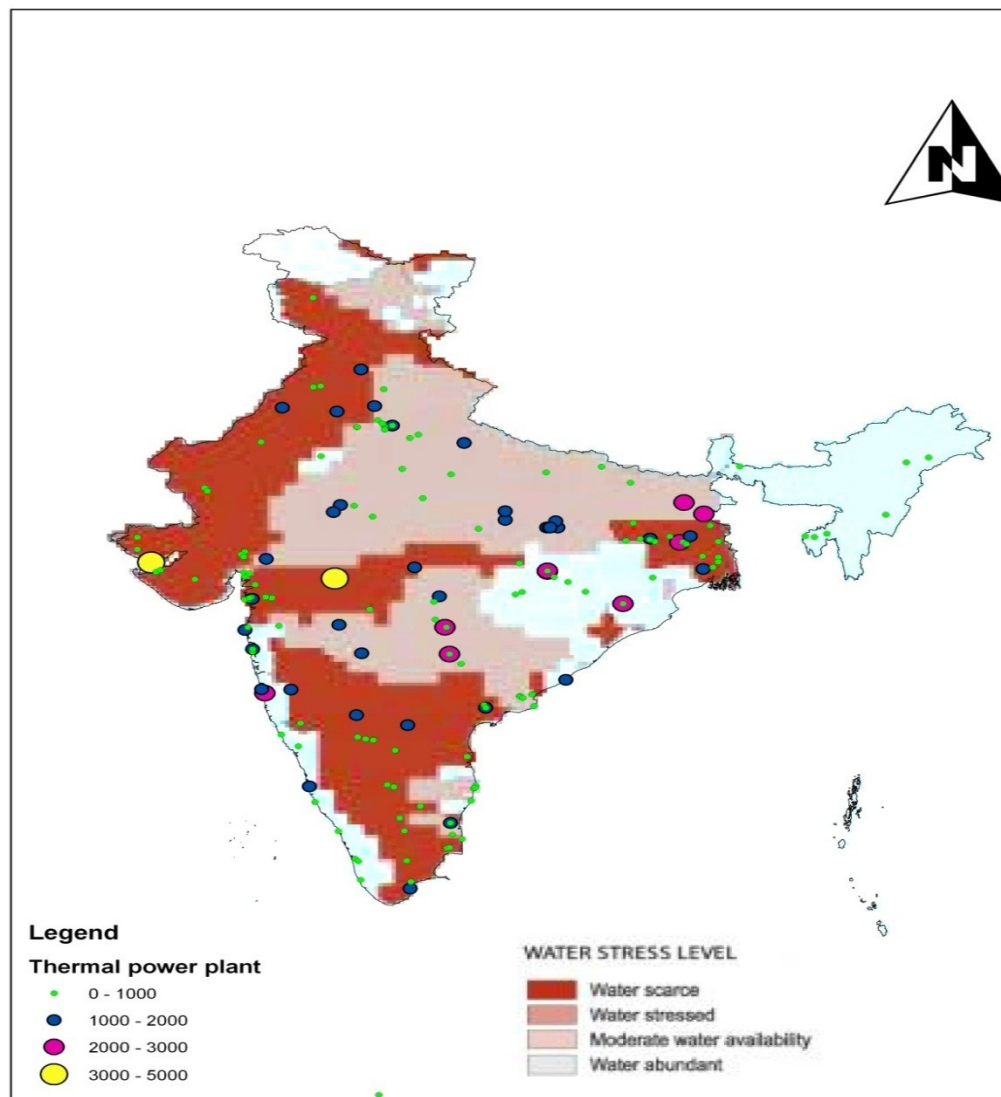 N
Legend
Thermal power plant
0 - 1000
1000 - 2000
2000 - 3000
3000 - 5000
WATER STRESS LEVEL
Water scarce
Water stressed
Moderate water availability
Water abundant